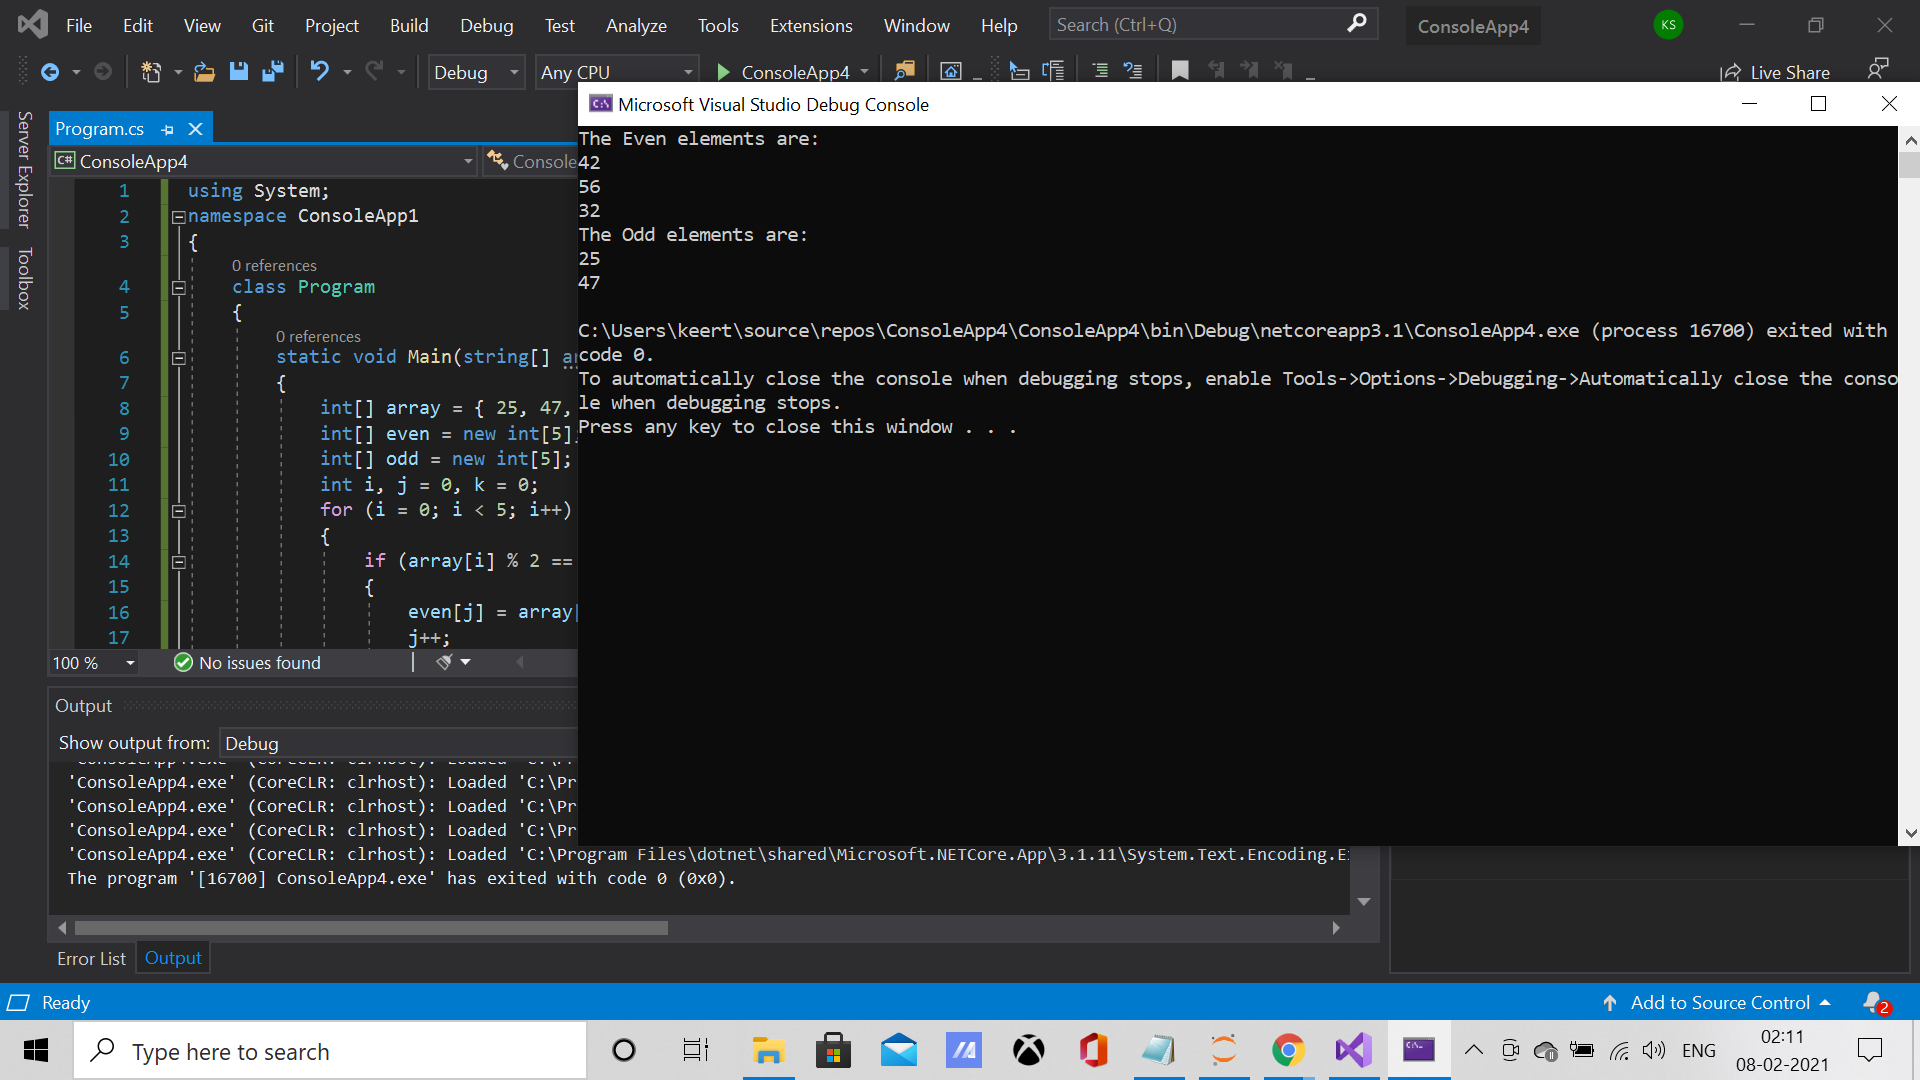 File Edit View Git Project Build Debug Test Analyze Tools Extensions Window Help Search (Ctrl+Q) ConsoleApp4 KS
Debug Any CPU ConsoleApp4 Live Share
Server Explorer
Toolbox
Program.cs
C# ConsoleApp4 Console
1 using System;
2 namespace ConsoleApp1
3 {
0 references
4 class Program
5 {
0 references
6 static void Main(string[] ar
7 {
8 int[] array = { 25, 47,
9 int[] even = new int[5];
10 int[] odd = new int[5];
11 int i, j = 0, k = 0;
12 for (i = 0; i < 5; i++)
13 {
14 if (array[i] % 2 ==
15 {
16 even[j] = array[
17 j++;
100 % No issues found
Microsoft Visual Studio Debug Console
The Even elements are:
42
56
32
The Odd elements are:
25
47
C:\Users\keert\source\repos\ConsoleApp4\ConsoleApp4\bin\Debug\netcoreapp3.1\ConsoleApp4.exe (process 16700) exited with
code 0.
To automatically close the console when debugging stops, enable Tools->Options->Debugging->Automatically close the conso
le when debugging stops.
Press any key to close this window . . .
Output
Show output from: Debug
'ConsoleApp4.exe' (CoreCLR: clrhost): Loaded 'C:\Pr
'ConsoleApp4.exe' (CoreCLR: clrhost): Loaded 'C:\Pr
'ConsoleApp4.exe' (CoreCLR: clrhost): Loaded 'C:\Pr
'ConsoleApp4.exe' (CoreCLR: clrhost): Loaded 'C:\Program Files\dotnet\shared\Microsoft.NETCore.App\3.1.11\System.Text.Encoding.E
The program '[16700] ConsoleApp4.exe' has exited with code 0 (0x0).
Error List Output
Ready Add to Source Control 2
Type here to search ENG 02:11
08-02-2021